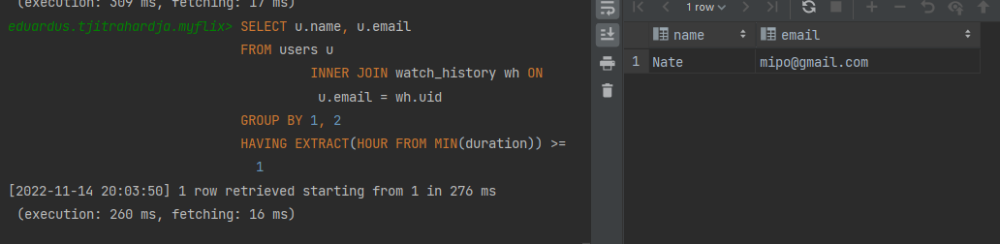 (execution: 309 ms, fetching: 17 ms)
eduardus.tjitrahardja.myflix> SELECT u.name, u.email
FROM users u
INNER JOIN watch_history wh ON
u.email = wh.uid
GROUP BY 1, 2
HAVING EXTRACT(HOUR FROM MIN(duration)) >=
1
[2022-11-14 20:03:50] 1 row retrieved starting from 1 in 276 ms
(execution: 260 ms, fetching: 16 ms)
1 row
name email
1 Nate mipo@gmail.com